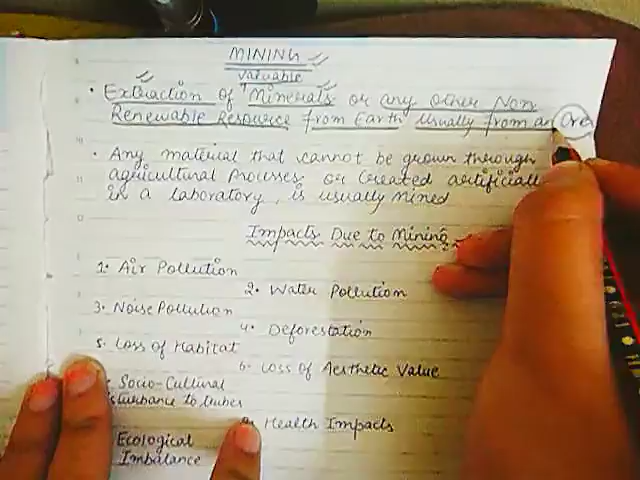 MINING
Valuable
• Extraction of Minerals or any other Non
Renewable Resource from Earth Usually from an Ore
• Any material that cannot be grown through
agricultural processes, or created artificiall
in a laboratory, is usually mined
Impacts Due to Mining
1. Air Pollution
2. Water Pollution
3. Noise Pollution
4. Deforestation
5. Loss of Habitat
6. Loss of Aesthetic Value
Socio-Cultural
isturbance to tribes
Health Impacts
Ecological
Imbalance